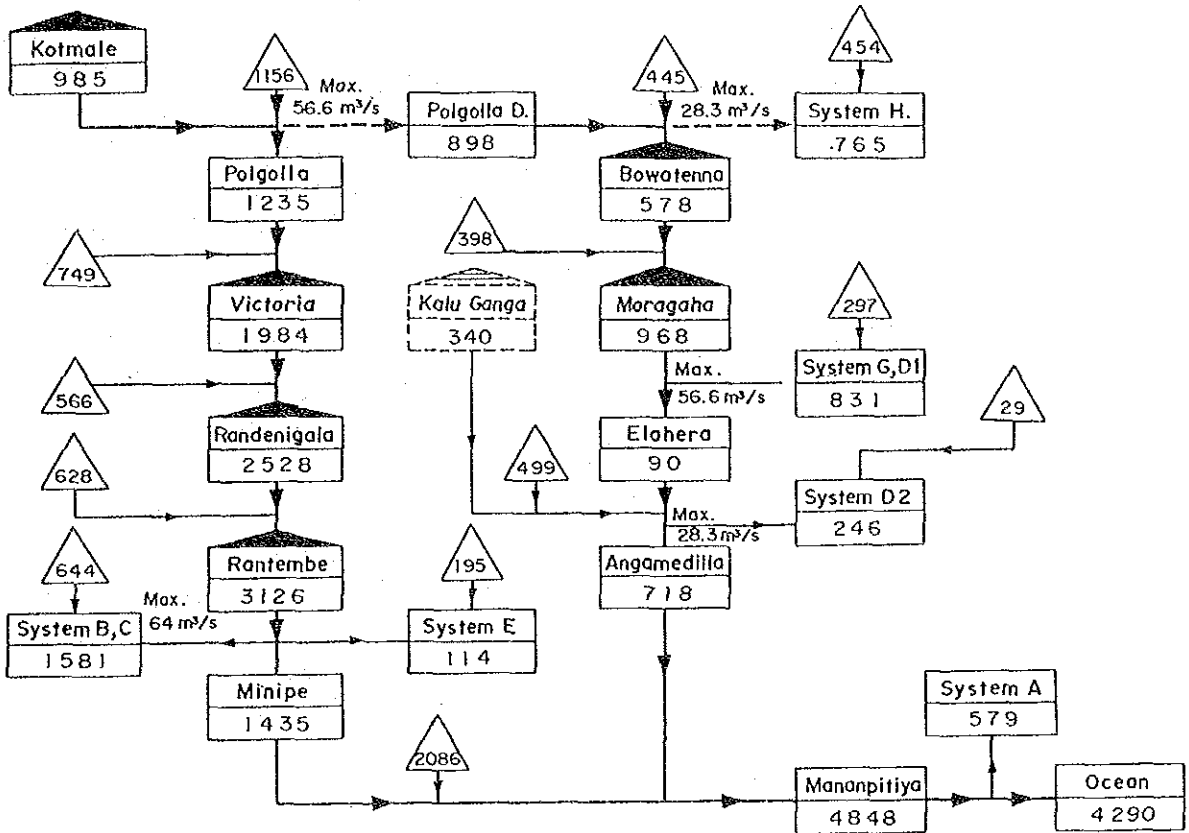 Kotmale
985
1156
Max.
56.6 m³/s
Polgolla D.
898
445
Max.
28.3 m³/s
454
System H.
.765
Polgolla
1235
Bowatenna
578
749
398
Victoria
1984
Kalu Ganga
340
Moragaha
968
297
System G,D1
831
Max.
56.6 m³/s
566
Randenigala
2528
Elahera
90
29
628
499
System D2
246
Max.
28.3 m³/s
644
Rantembe
3126
195
Angamedilla
718
Max.
64 m³/s
System B,C
1581
System E
114
Minipe
1435
System A
579
2086
Mananpitiya
4848
Ocean
4290